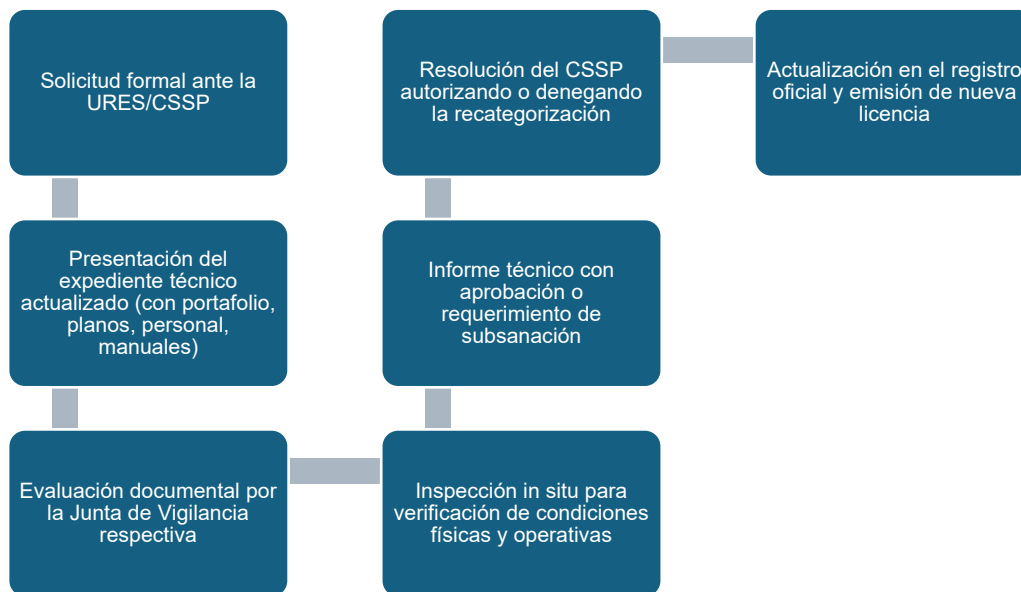 Solicitud formal ante la
URES/CSSP
Presentación del
expediente técnico
actualizado (con portafolio,
planos, personal,
manuales)
Evaluación documental por
la Junta de Vigilancia
respectiva
Inspección in situ para
verificación de condiciones
físicas y operativas
Informe técnico con
aprobación o
requerimiento de
subsanación
Resolución del CSSP
autorizando o denegando
la recategorización
Actualización en el registro
oficial y emisión de nueva
licencia